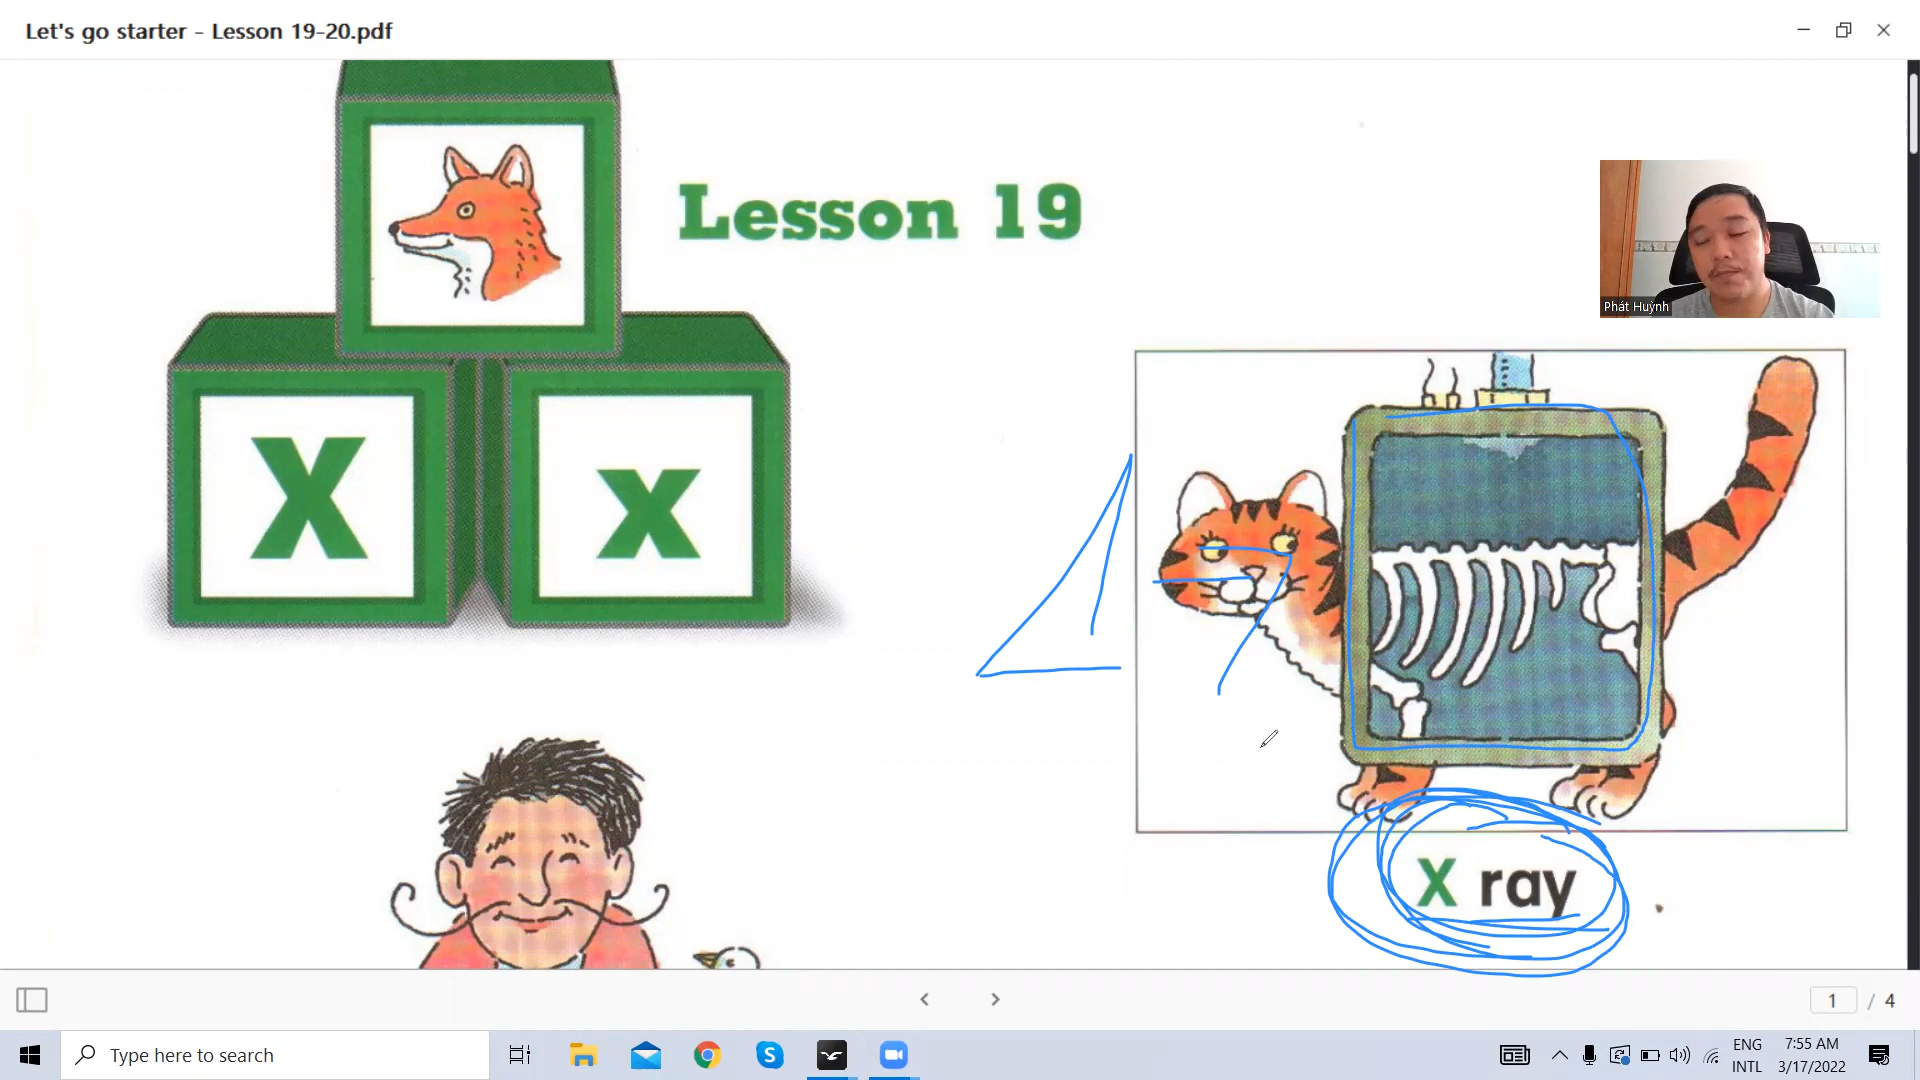 Let's go starter - Lesson 19-20.pdf
Lesson 19
Phát Huỳnh
X
x
17
X ray
1 / 4
Type here to search
ENG
INTL
7:55 AM
3/17/2022